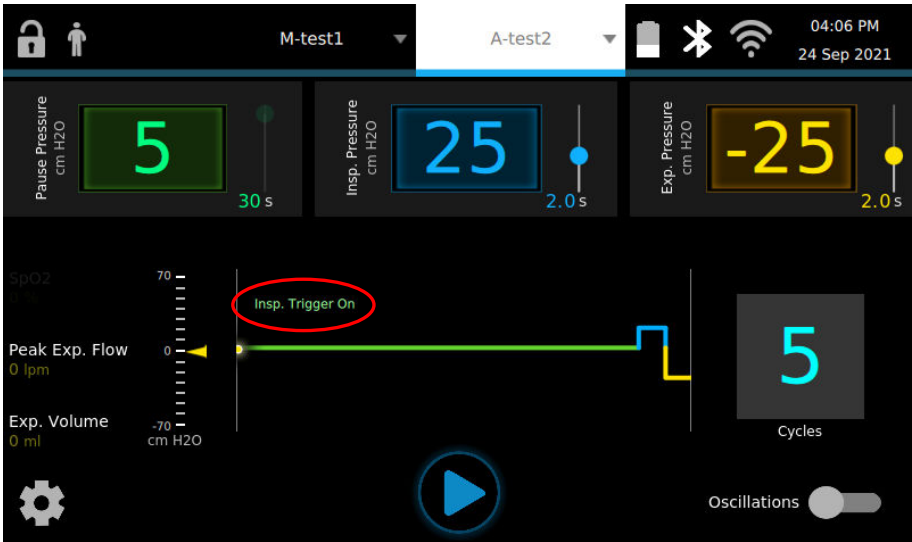 M-test1
A-test2
04:06 PM
24 Sep 2021
Pause Pressure
cm H2O
5
30 s
Insp. Pressure
cm H2O
25
2.0 s
Exp. Pressure
cm H2O
-25
2.0 s
SpO2
70
Insp. Trigger On
Peak Exp. Flow
0 lpm
0
Exp. Volume
0 ml
-70
cm H2O
5
Cycles
Oscillations